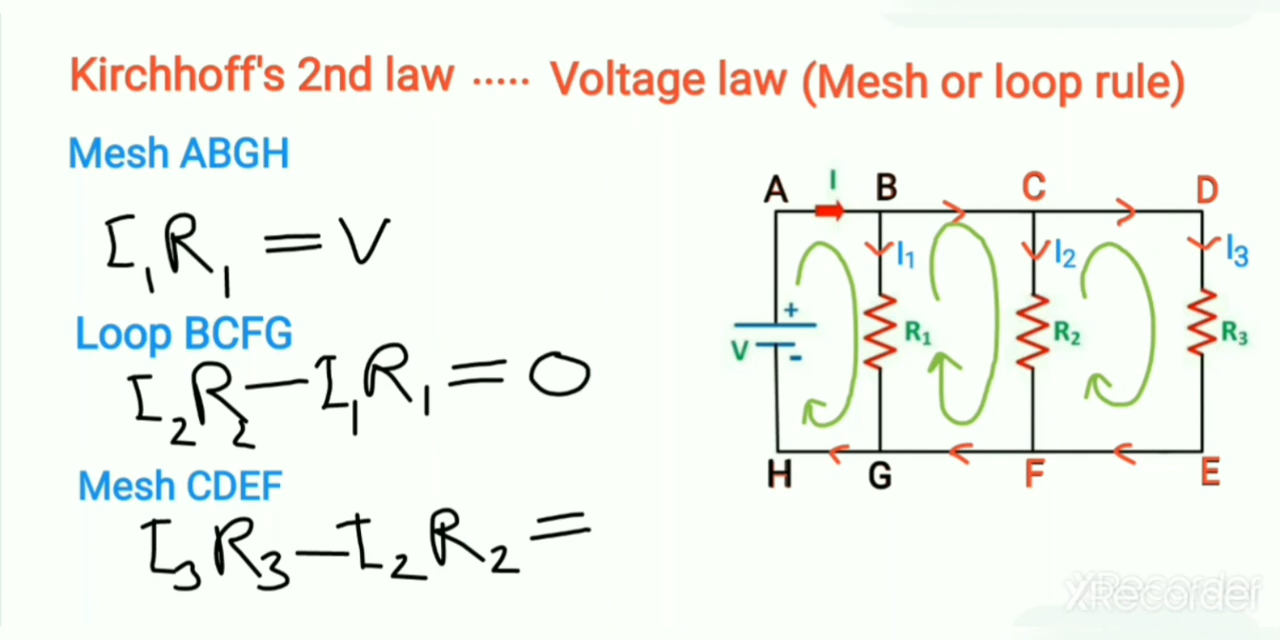 Kirchhoff's 2nd law ..... Voltage law (Mesh or loop rule)
Mesh ABGH
I₁R₁ = V
Loop BCFG
I₂R₂ - I₁R₁ = 0
Mesh CDEF
I₃R₃ - I₂R₂ =
A I B C D
I₁ I₂ I₃
+
V R₁ R₂ R₃
-
H G F E
XRecorder